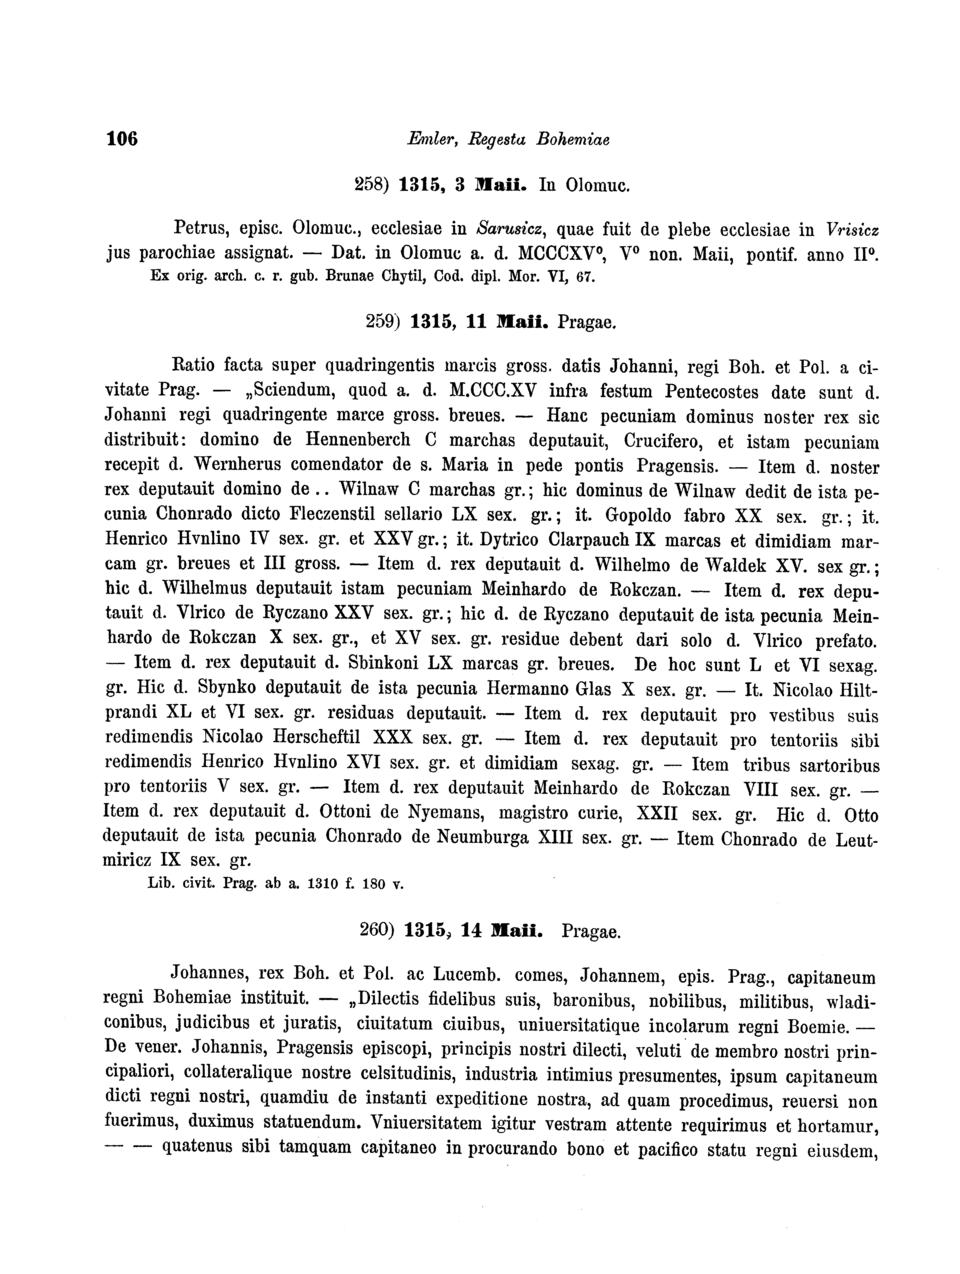 106 Emler, Regesta Bohemiae
258) 1315, 3 Maii. In Olomuc.
Petrus, episc. Olomuc., ecclesiae in Sarusicz, quae fuit de plebe ecclesiae in Vrisicz
jus parochiae assignat. — Dat. in Olomuc a. d. MCCCXV⁰, V⁰ non. Maii, pontif. anno II⁰.
Ex orig. arch. c. r. gub. Brunae Chytil, Cod. dipl. Mor. VI, 67.
259) 1315, 11 Maii. Pragae.
Ratio facta super quadringentis marcis gross. datis Johanni, regi Boh. et Pol. a ci-
vitate Prag. — „Sciendum, quod a. d. M.CCC.XV infra festum Pentecostes date sunt d.
Johanni regi quadringente marce gross. breues. — Hanc pecuniam dominus noster rex sic
distribuit: domino de Hennenberch C marchas deputauit, Crucifero, et istam pecuniam
recepit d. Wernherus comendator de s. Maria in pede pontis Pragensis. — Item d. noster
rex deputauit domino de .. Wilnaw C marchas gr.; hic dominus de Wilnaw dedit de ista pe-
cunia Chonrado dicto Fleczenstil sellario LX sex. gr.; it. Gopoldo fabro XX sex. gr.; it.
Henrico Hvnlino IV sex. gr. et XXV gr.; it. Dytrico Clarpauch IX marcas et dimidiam mar-
cam gr. breues et III gross. — Item d. rex deputauit d. Wilhelmo de Waldek XV. sex gr.;
hic d. Wilhelmus deputauit istam pecuniam Meinhardo de Rokczan. — Item d. rex depu-
tauit d. Vlrico de Ryczano XXV sex. gr.; hic d. de Ryczano deputauit de ista pecunia Mein-
hardo de Rokczan X sex. gr., et XV sex. gr. residue debent dari solo d. Vlrico prefato.
— Item d. rex deputauit d. Sbinkoni LX marcas gr. breues. De hoc sunt L et VI sexag.
gr. Hic d. Sbynko deputauit de ista pecunia Hermanno Glas X sex. gr. — It. Nicolao Hilt-
prandi XL et VI sex. gr. residuas deputauit. — Item d. rex deputauit pro vestibus suis
redimendis Nicolao Herscheftil XXX sex. gr. — Item d. rex deputauit pro tentoriis sibi
redimendis Henrico Hvnlino XVI sex. gr. et dimidiam sexag. gr. — Item tribus sartoribus
pro tentoriis V sex. gr. — Item d. rex deputauit Meinhardo de Rokczan VIII sex. gr. —
Item d. rex deputauit d. Ottoni de Nyemans, magistro curie, XXII sex. gr. Hic d. Otto
deputauit de ista pecunia Chonrado de Neumburga XIII sex. gr. — Item Chonrado de Leut-
miricz IX sex. gr.
Lib. civit. Prag. ab a. 1310 f. 180 v.
260) 1315, 14 Maii. Pragae.
Johannes, rex Boh. et Pol. ac Lucemb. comes, Johannem, epis. Prag., capitaneum
regni Bohemiae instituit. — „Dilectis fidelibus suis, baronibus, nobilibus, militibus, wladi-
conibus, judicibus et juratis, ciuitatum ciuibus, uniuersitatique incolarum regni Boemie. —
De vener. Johannis, Pragensis episcopi, principis nostri dilecti, veluti de membro nostri prin-
cipaliori, collateralique nostre celsitudinis, industria intimius presumentes, ipsum capitaneum
dicti regni nostri, quamdiu de instanti expeditione nostra, ad quam procedimus, reuersi non
fuerimus, duximus statuendum. Vniuersitatem igitur vestram attente requirimus et hortamur,
— — quatenus sibi tamquam capitaneo in procurando bono et pacifico statu regni eiusdem,